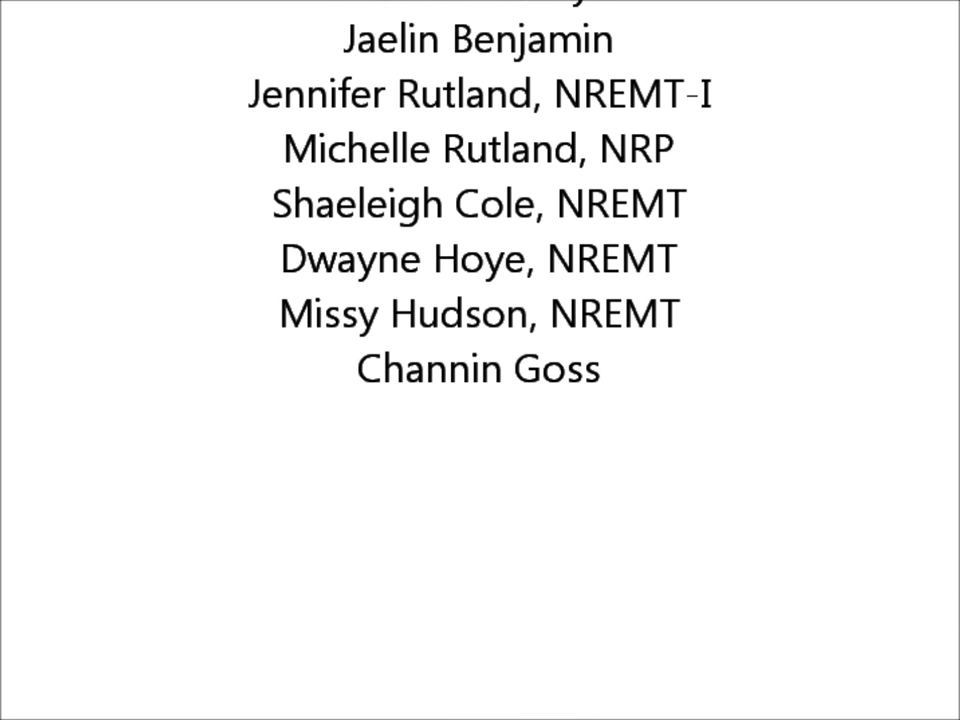 Jaelin Benjamin
Jennifer Rutland, NREMT-I
Michelle Rutland, NRP
Shaeleigh Cole, NREMT
Dwayne Hoye, NREMT
Missy Hudson, NREMT
Channin Goss